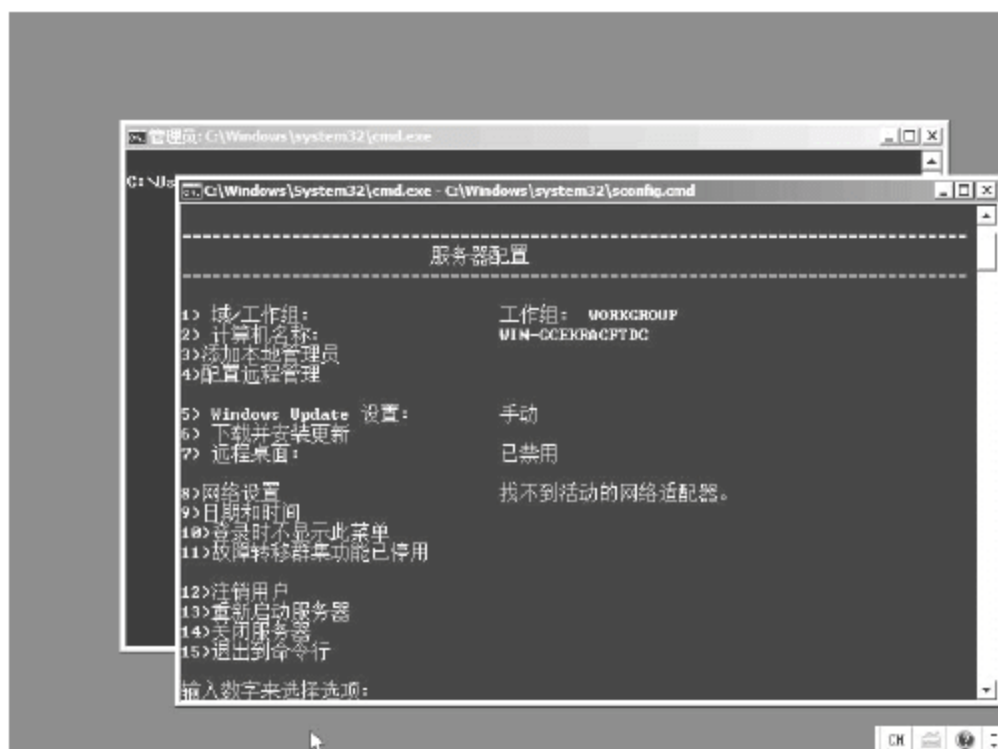 管理员: C:\Windows\system32\cmd.exe
C:\Us
C:\Windows\System32\cmd.exe - C:\Windows\system32\sconfig.cmd
服务器配置
1) 域/工作组: 工作组: WORKGROUP
2) 计算机名称:
3)添加本地管理员
4)配置远程管理
5) Windows Update 设置: 手动
6) 下载并安装更新
7) 远程桌面: 已禁用
8)网络设置 找不到活动的网络适配器。
9)日期和时间
10)登录时不显示此菜单
11)故障转移群集功能已停用
12)注销用户
13)重新启动服务器
14)关闭服务器
15)退出到命令行
输入数字来选择选项:
CH